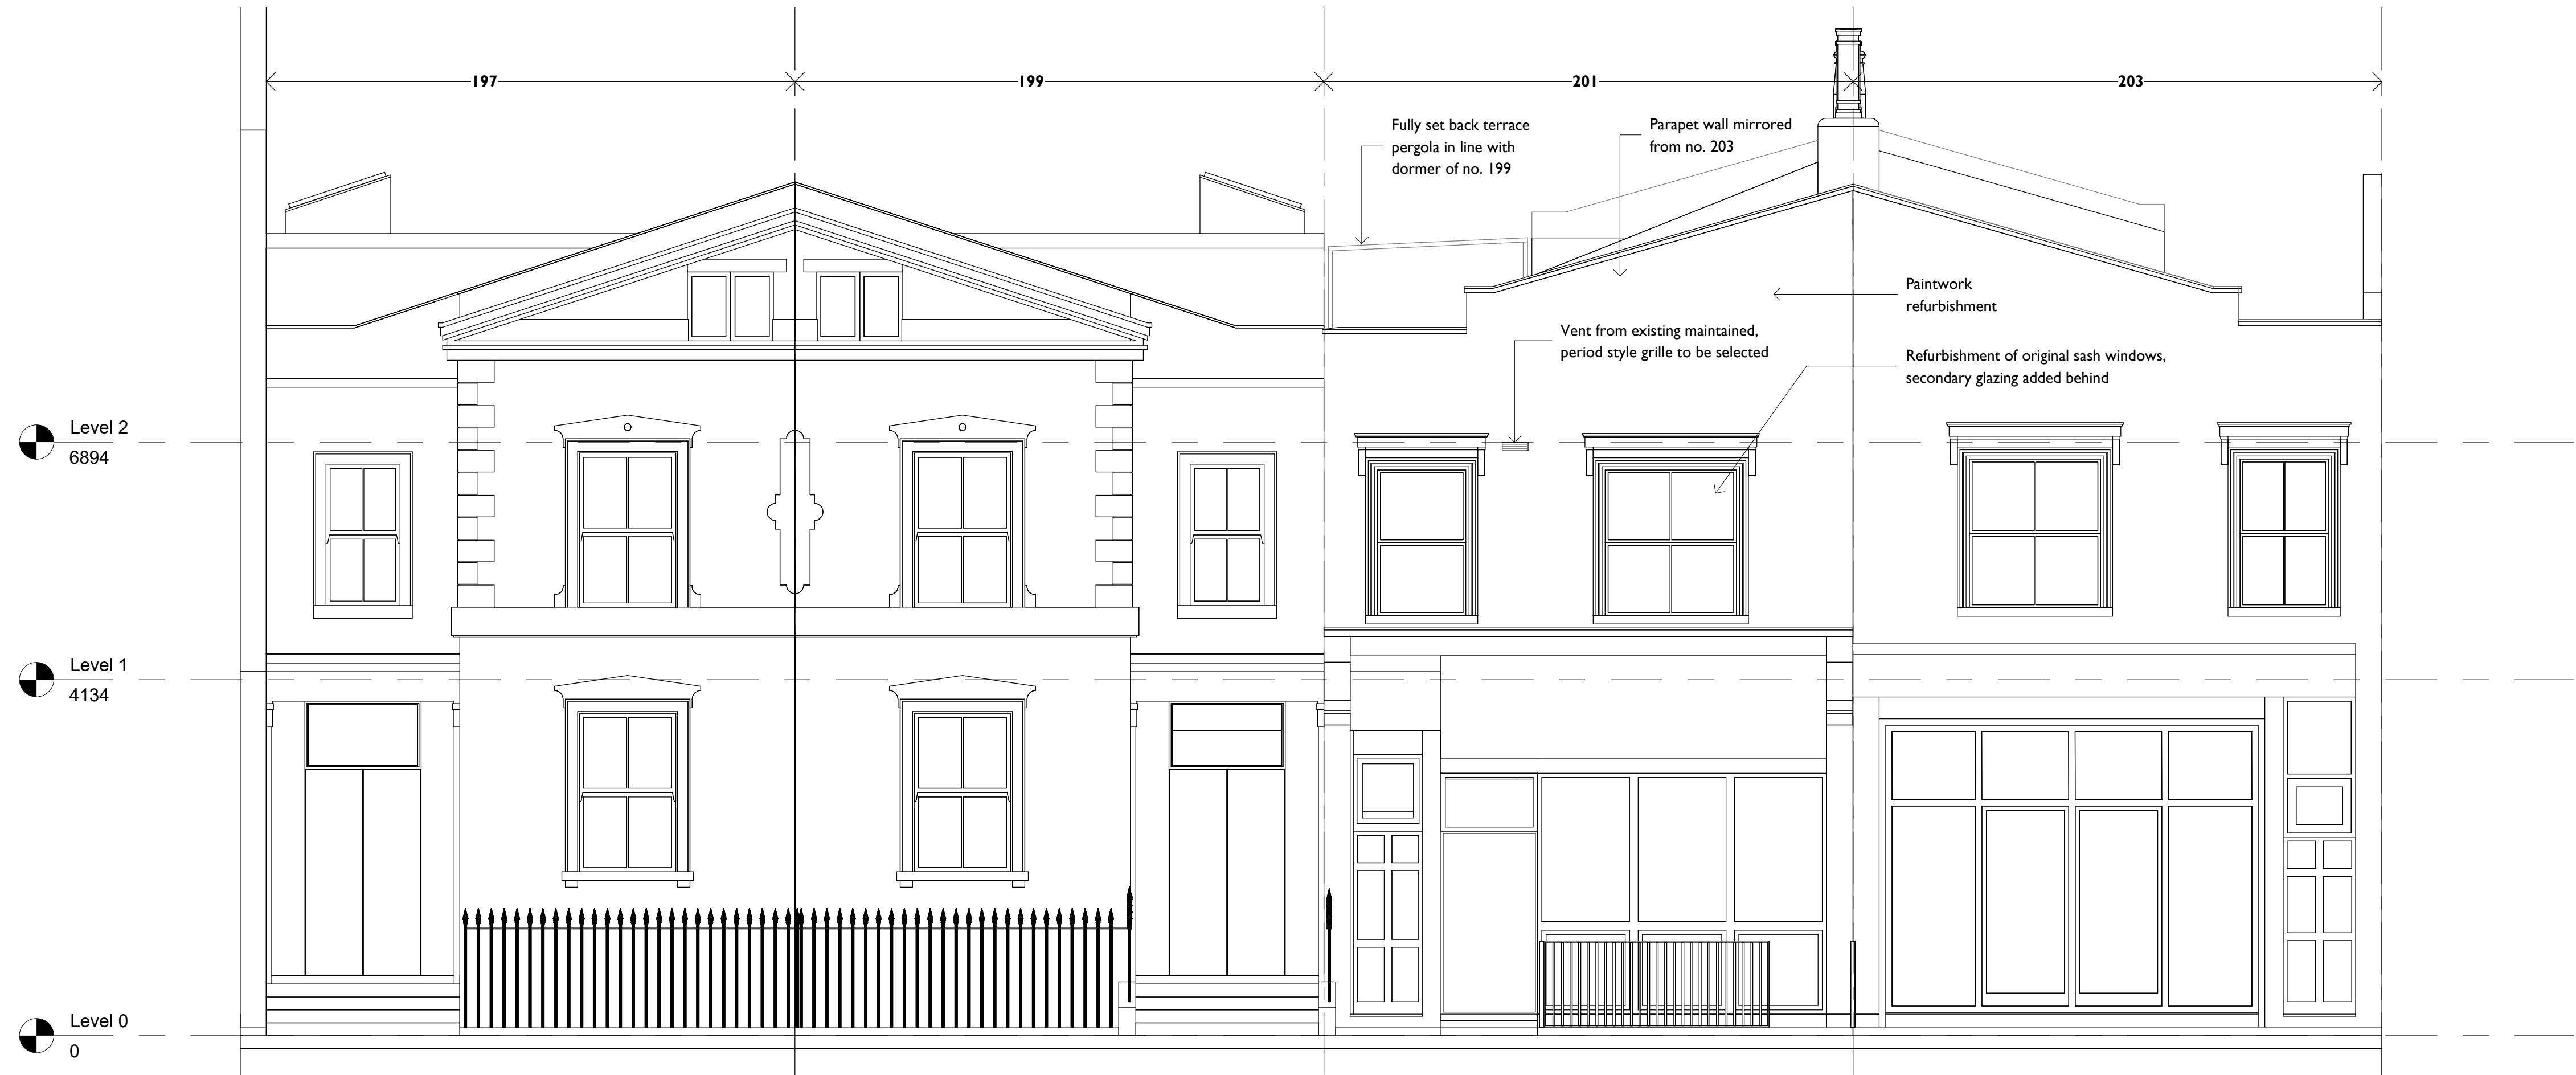 197
199
201
203
Fully set back terrace
pergola in line with
dormer of no. 199
Parapet wall mirrored
from no. 203
Paintwork
refurbishment
Vent from existing maintained,
period style grille to be selected
Refurbishment of original sash windows,
secondary glazing added behind
Level 2
6894
Level 1
4134
Level 0
0